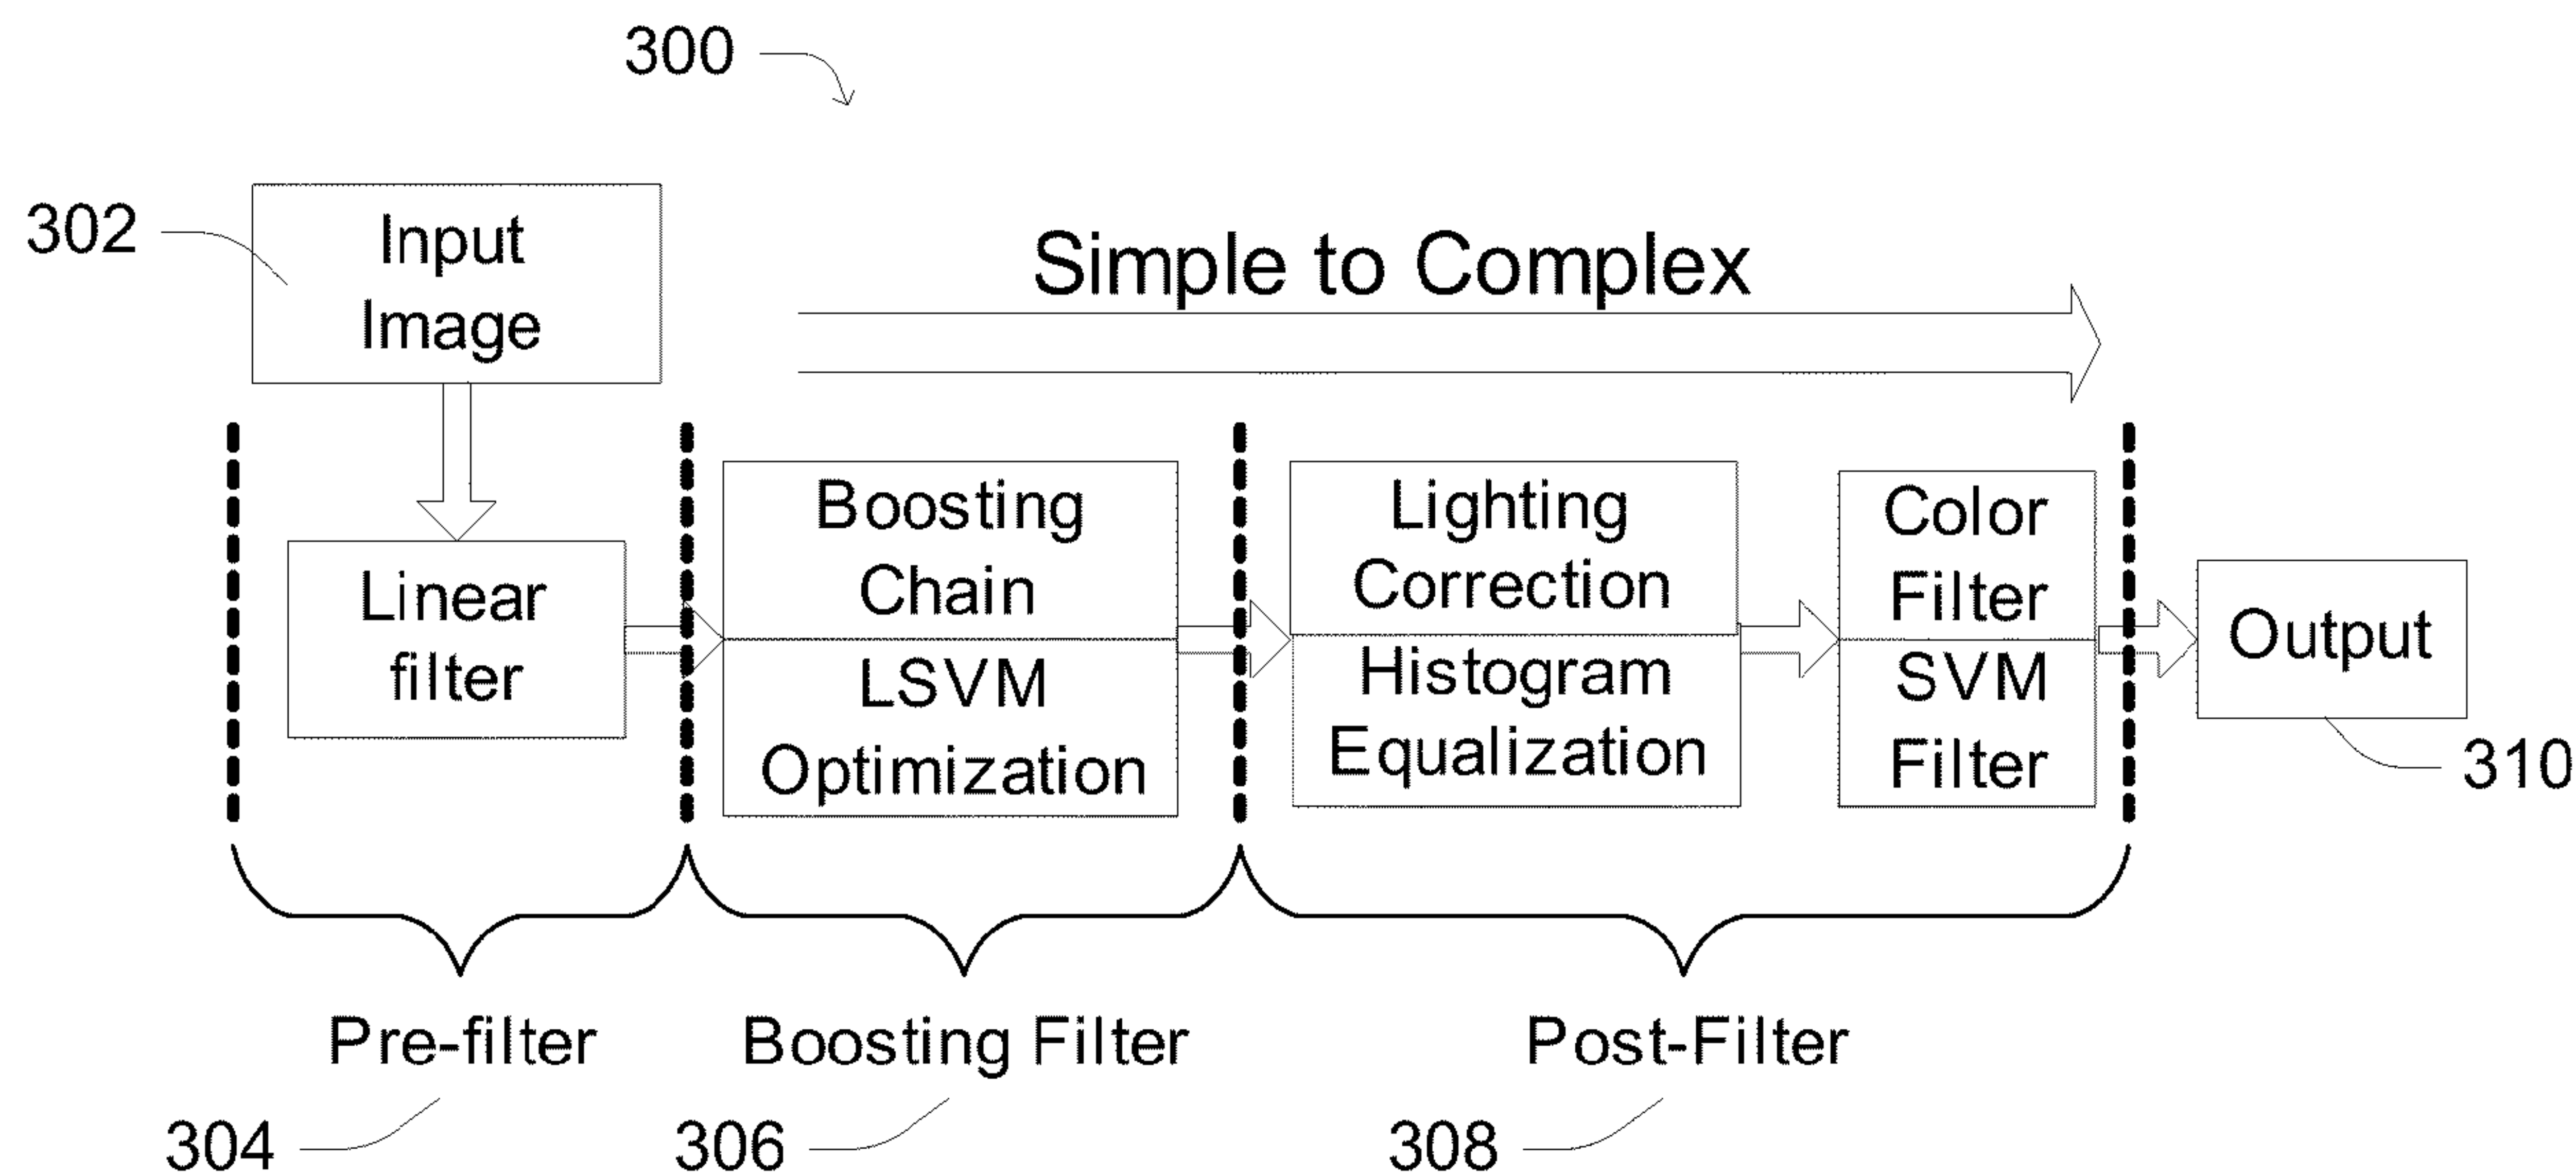 300
302
Input
Image
Simple to Complex
Linear
filter
Boosting
Chain
LSVM
Optimization
Lighting
Correction
Histogram
Equalization
Color
Filter
SVM
Filter
Output
310
Pre-filter
Boosting Filter
Post-Filter
304
306
308